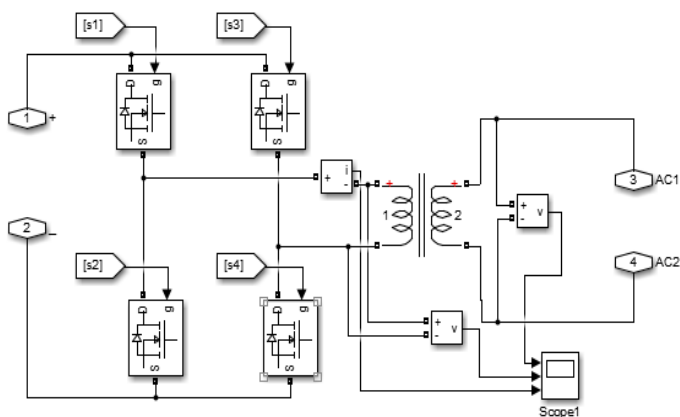 [s1]
[s3]
D
g
S
D
g
S
1
+
+
i
-
+
+
1
2
3
AC1
+
-
v
2
_
[s2]
[s4]
D
g
S
D
g
S
4
AC2
+
-
v
Scope1